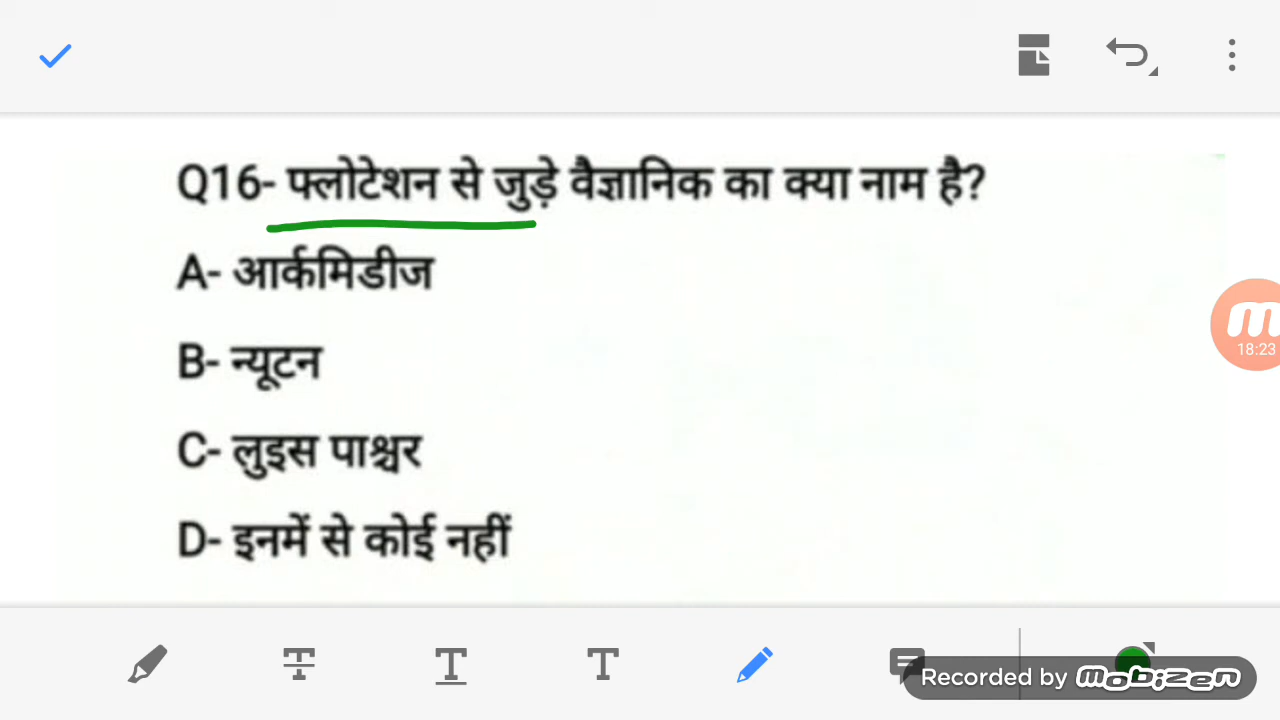 Q16- फ्लोटेशन से जुड़े वैज्ञानिक का क्या नाम है?
A- आर्कमिडीज
B- न्यूटन
18:23
C- लुइस पाश्चर
D- इनमें से कोई नहीं
T T T
Recorded by mobizen